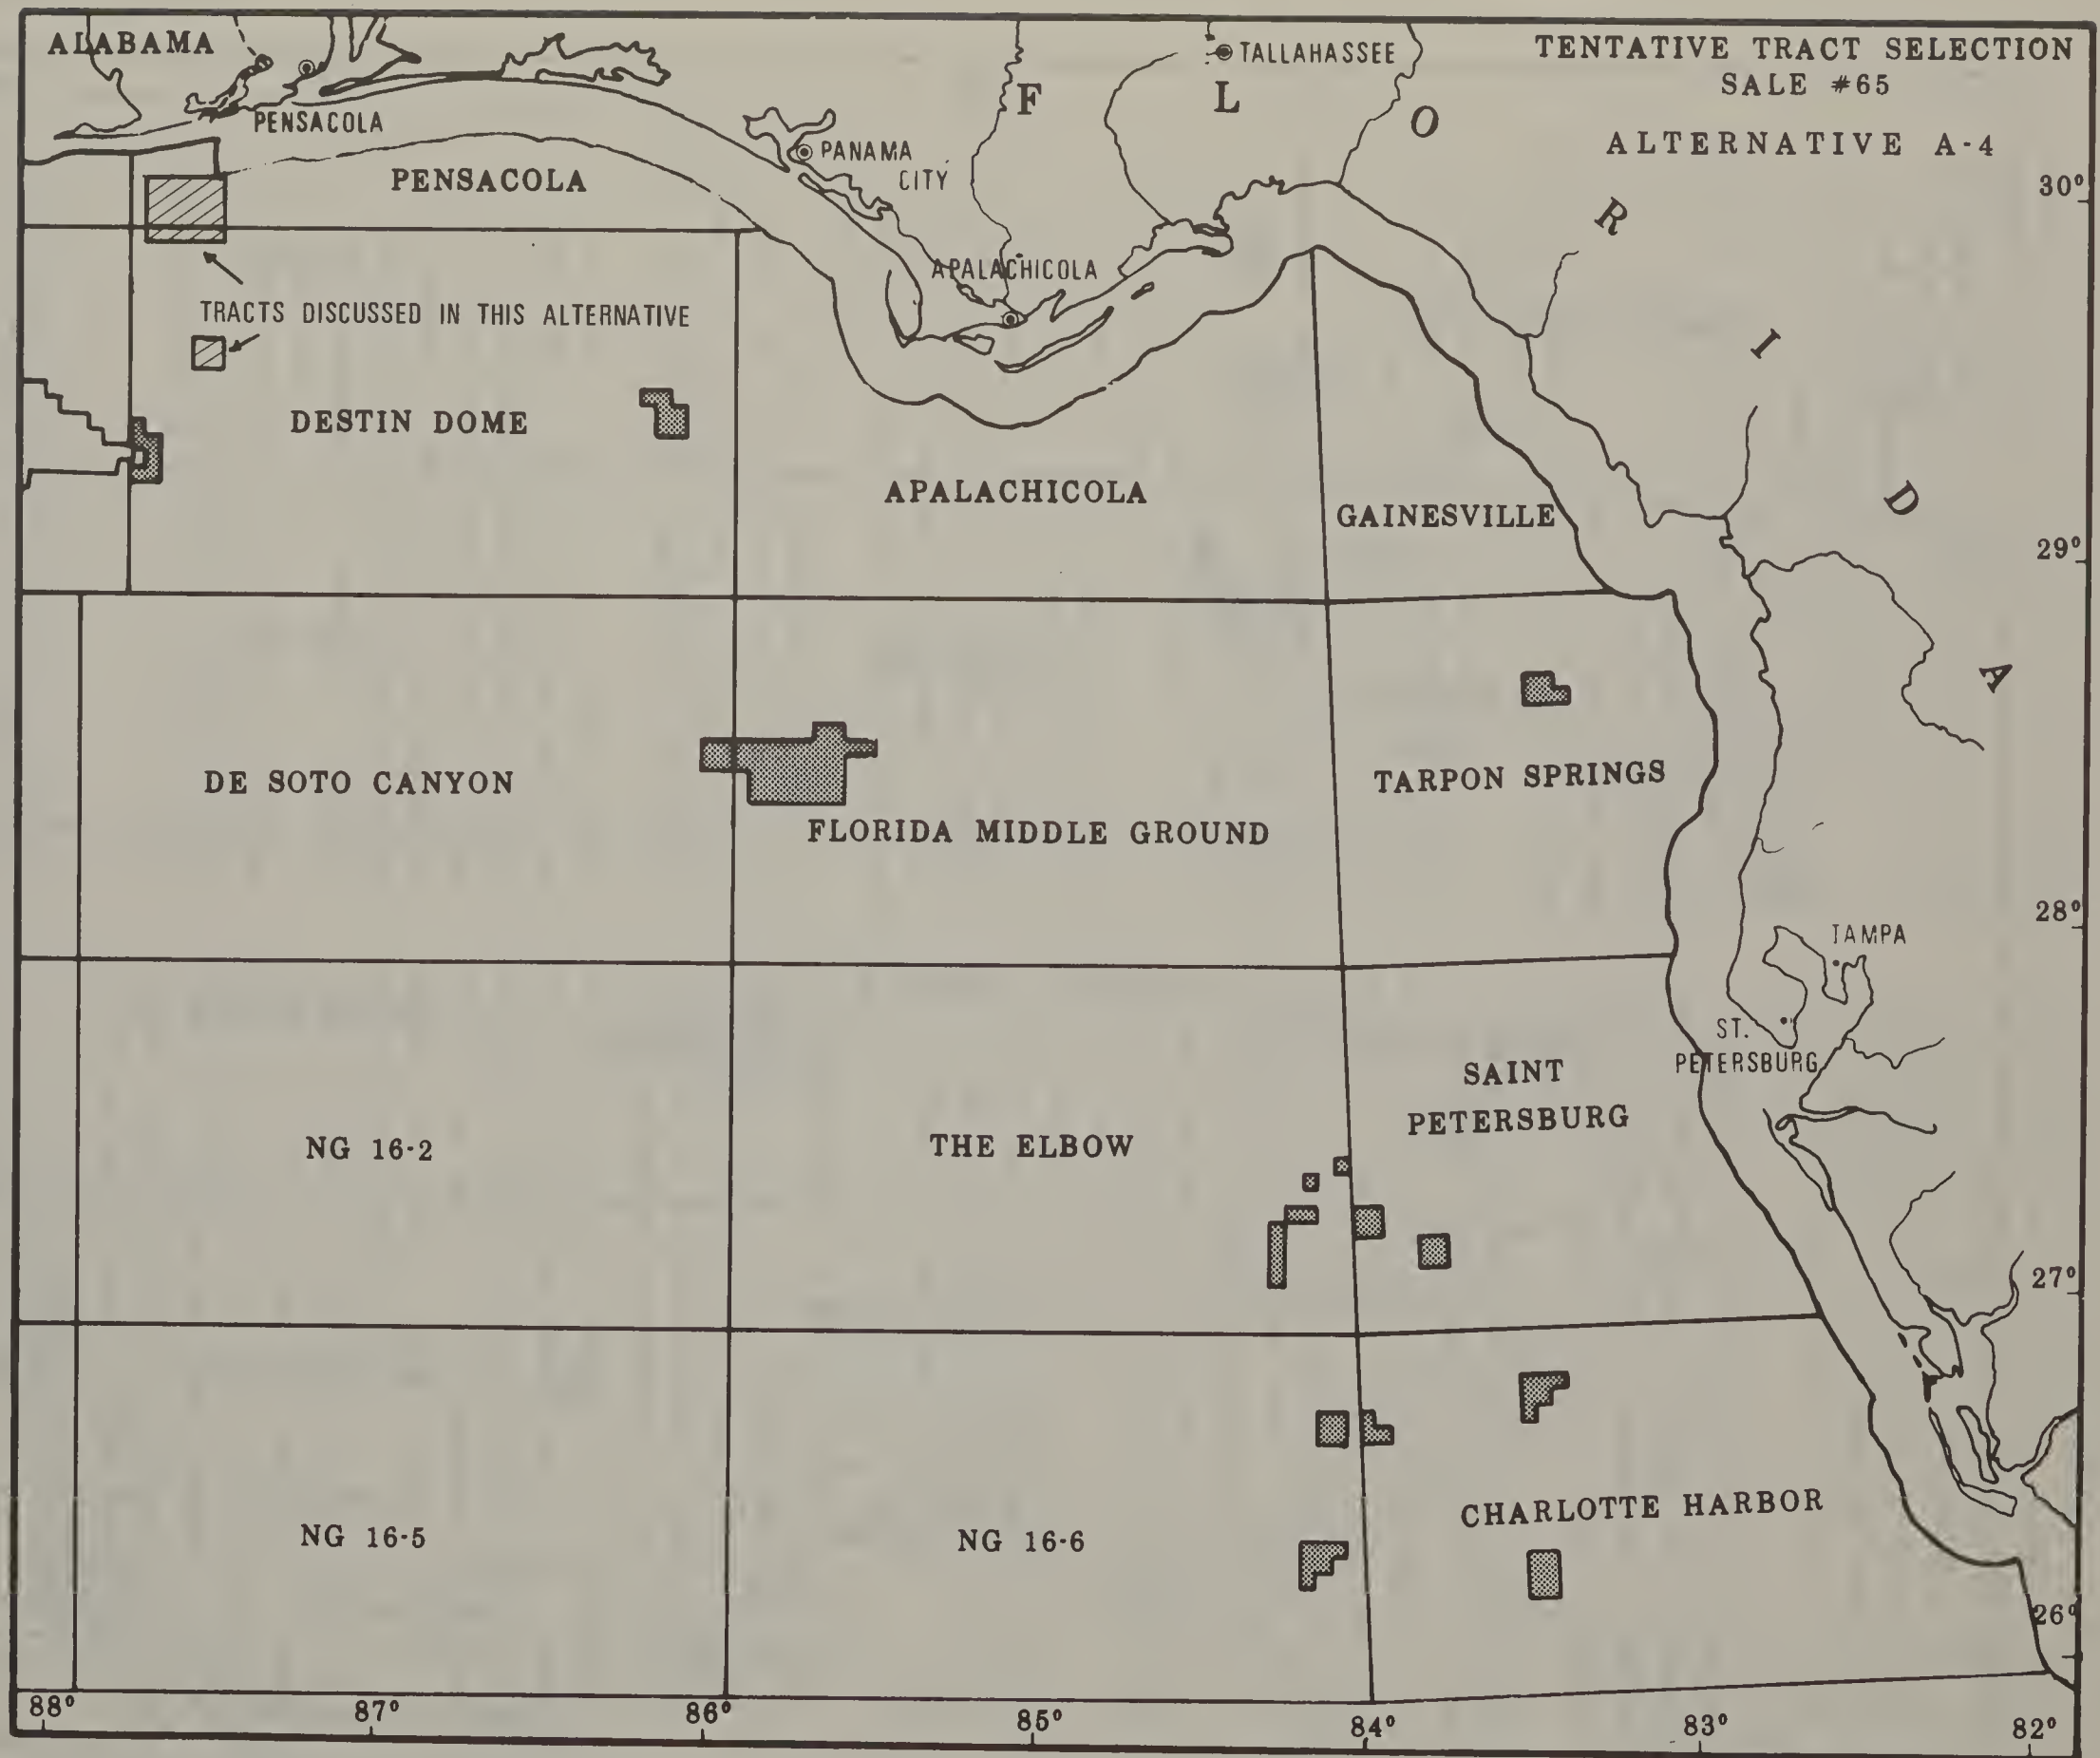 ALABAMA
TALLAHASSEE
TENTATIVE TRACT SELECTION
SALE #65
ALTERNATIVE A-4
F L O R I D A
PENSACOLA
PANAMA
CITY
PENSACOLA
30°
APALACHICOLA
TRACTS DISCUSSED IN THIS ALTERNATIVE
DESTIN DOME
APALACHICOLA
GAINESVILLE
29°
DE SOTO CANYON
FLORIDA MIDDLE GROUND
TARPON SPRINGS
28°
TAMPA
ST.
PETERSBURG
NG 16-2
THE ELBOW
SAINT
PETERSBURG
27°
NG 16-5
NG 16-6
CHARLOTTE HARBOR
26°
88° 87° 86° 85° 84° 83° 82°